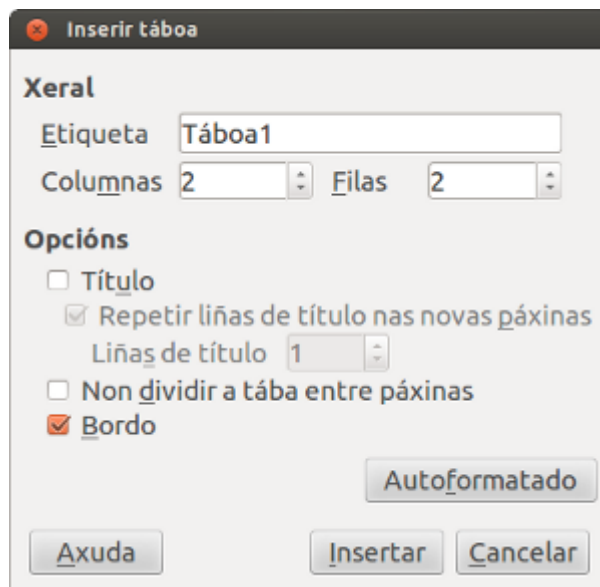 Inserir táboa
Xeral
Etiqueta Táboa1
Columnas 2 Filas 2
Opcións
Título
Repetir liñas de título nas novas páxinas
Liñas de título 1
Non dividir a tába entre páxinas
Bordo
Autoformatado
Axuda Insertar Cancelar